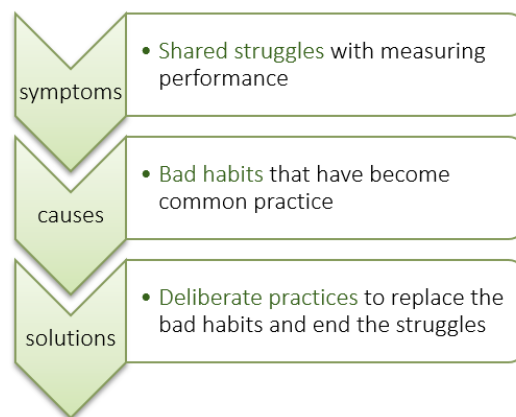 symptoms
• Shared struggles with measuring
performance
causes
• Bad habits that have become
common practice
solutions
• Deliberate practices to replace the
bad habits and end the struggles